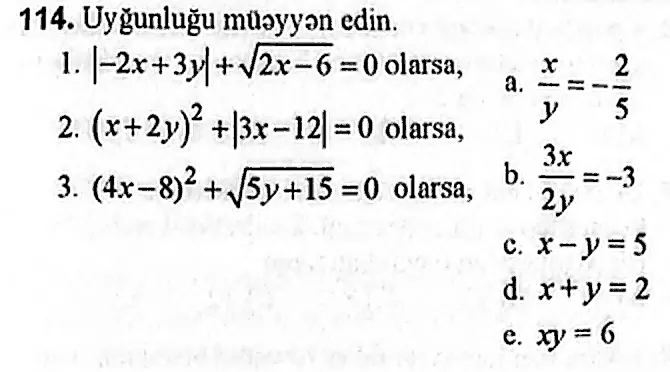 114. Uyğunluğu müəyyən edin.
1. |−2x+3y|+√(2x−6) = 0 olarsa,
2. (x+2y)² +|3x−12| = 0 olarsa,
3. (4x−8)² +√(5y+15) =0 olarsa,
a. x/y = −2/5
b. 3x/2y = −3
c. x−y = 5
d. x+y = 2
e. xy = 6